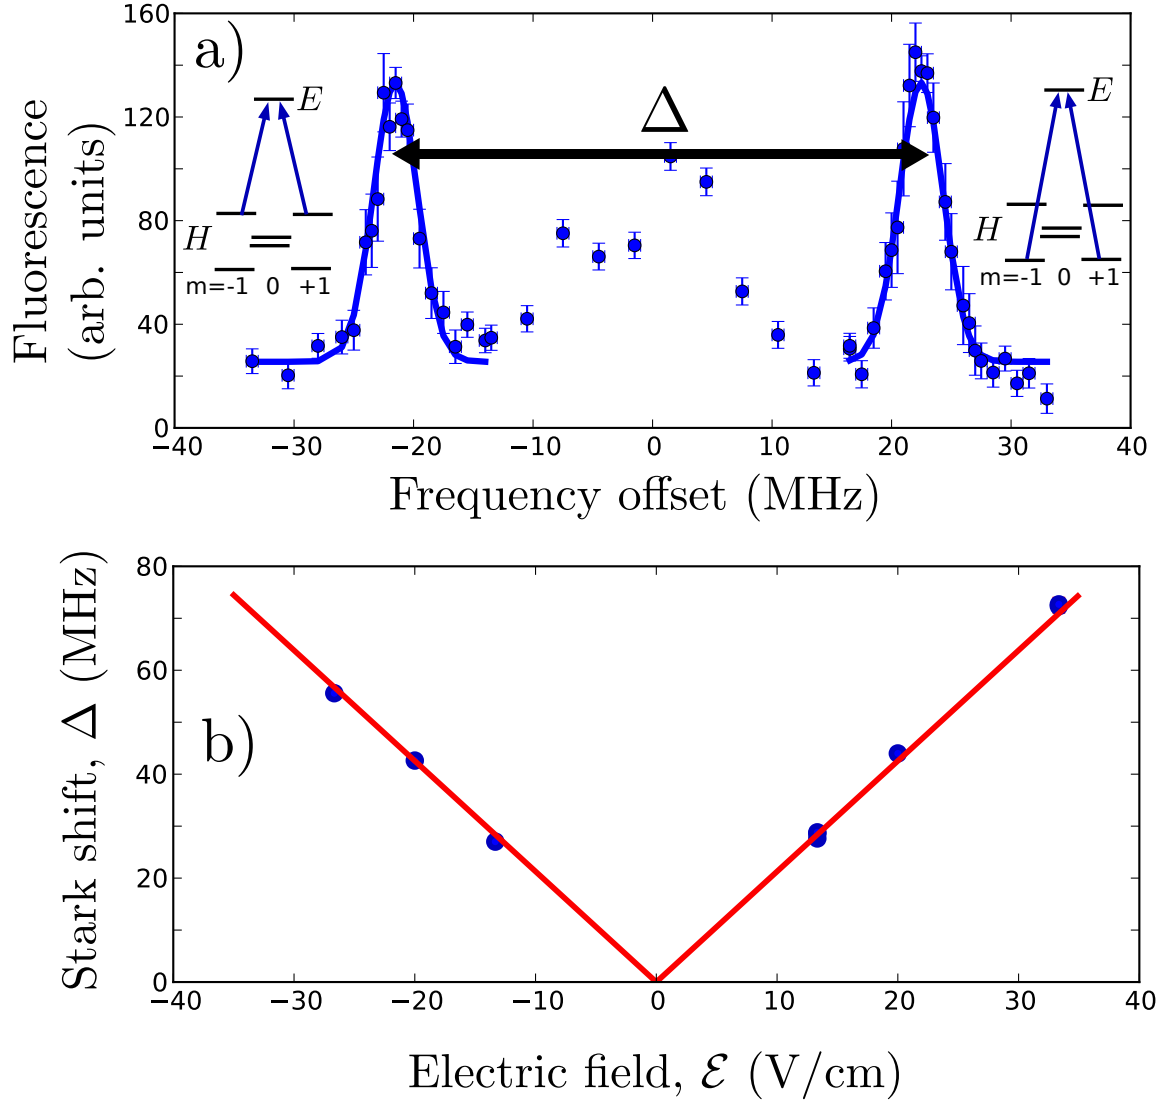 160
120
80
40
0
Fluorescence
(arb. units)
a)
Δ
E
H
m=-1 0 +1
E
H
m=-1 0 +1
−40 −30 −20 −10 0 10 20 30 40
Frequency offset (MHz)
80
60
40
20
0
Stark shift, Δ (MHz)
b)
−40 −30 −20 −10 0 10 20 30 40
Electric field, ℰ (V/cm)